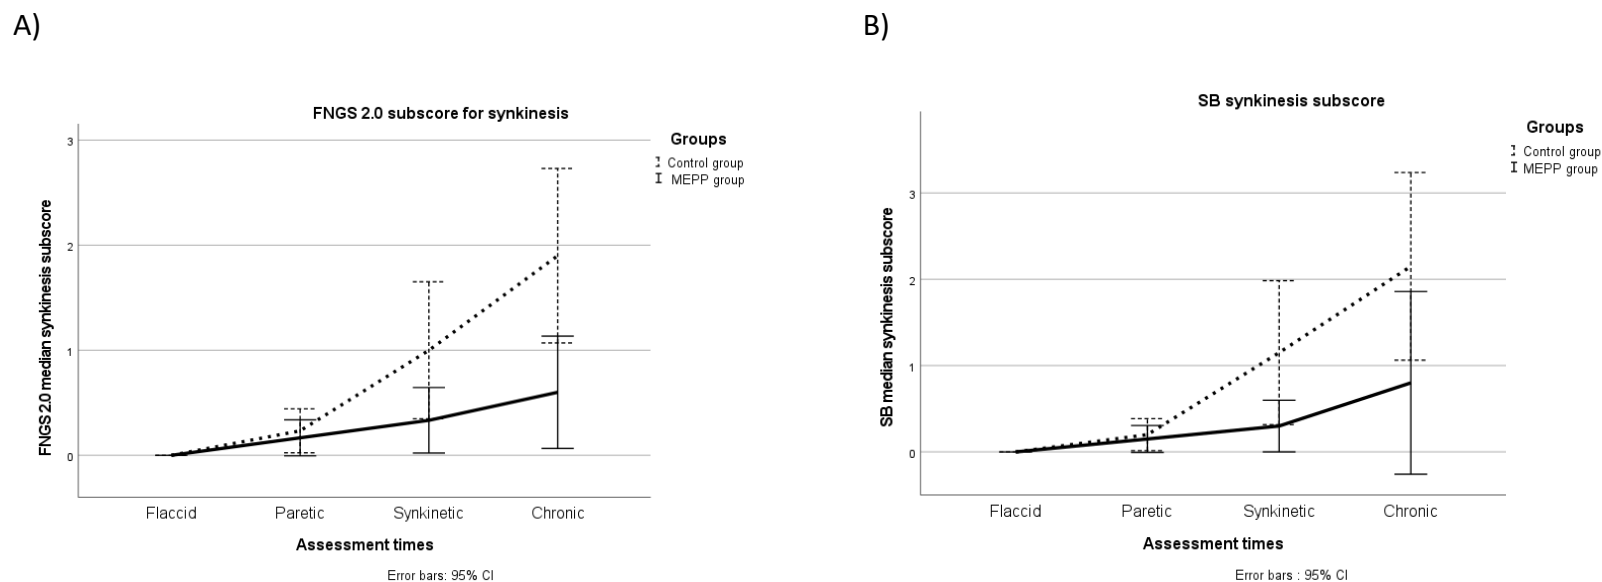 A)
FNGS 2.0 subscore for synkinesis
FNGS 2.0 median synkinesis subscore
3
2
1
0
Flaccid Paretic Synkinetic Chronic
Assessment times
Error bars: 95% CI
Groups
Control group
MEPP group
B)
SB synkinesis subscore
SB median synkinesis subscore
3
2
1
0
Flaccid Paretic Synkinetic Chronic
Assessment times
Error bars : 95% CI
Groups
Control group
MEPP group